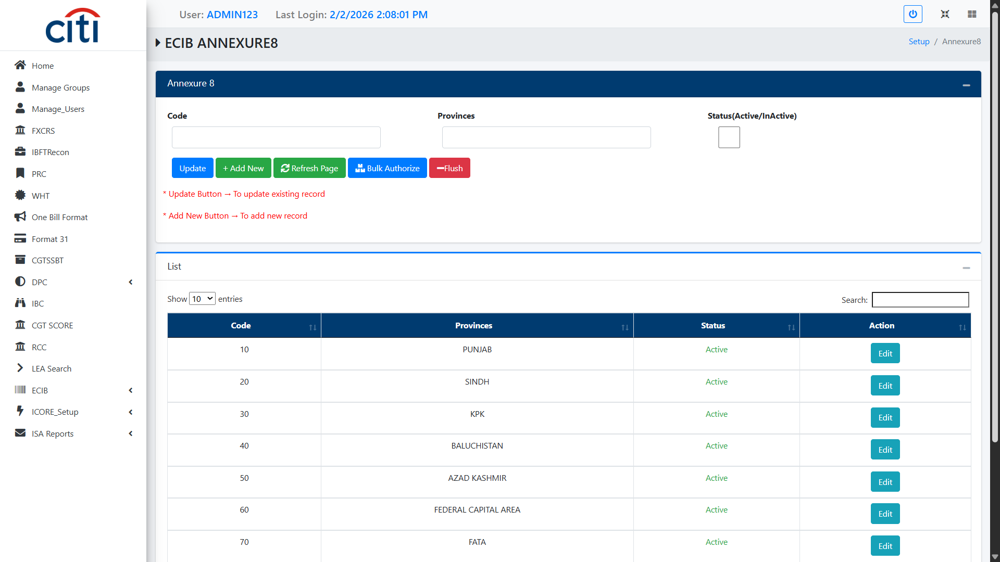 citi
User: ADMIN123 Last Login: 2/2/2026 2:08:01 PM
Home
Manage Groups
Manage_Users
FXCRS
IBFTRecon
PRC
WHT
One Bill Format
Format 31
CGTSSBT
DPC
IBC
CGT SCORE
RCC
LEA Search
ECIB
ICORE_Setup
ISA Reports
ECIB ANNEXURE8
Setup / Annexure8
Annexure 8
Code Provinces Status(Active/InActive)
Update + Add New Refresh Page Bulk Authorize Flush
* Update Button → To update existing record
* Add New Button → To add new record
List
Show 10 entries Search:
Code Provinces Status Action
10 PUNJAB Active Edit
20 SINDH Active Edit
30 KPK Active Edit
40 BALUCHISTAN Active Edit
50 AZAD KASHMIR Active Edit
60 FEDERAL CAPITAL AREA Active Edit
70 FATA Active Edit